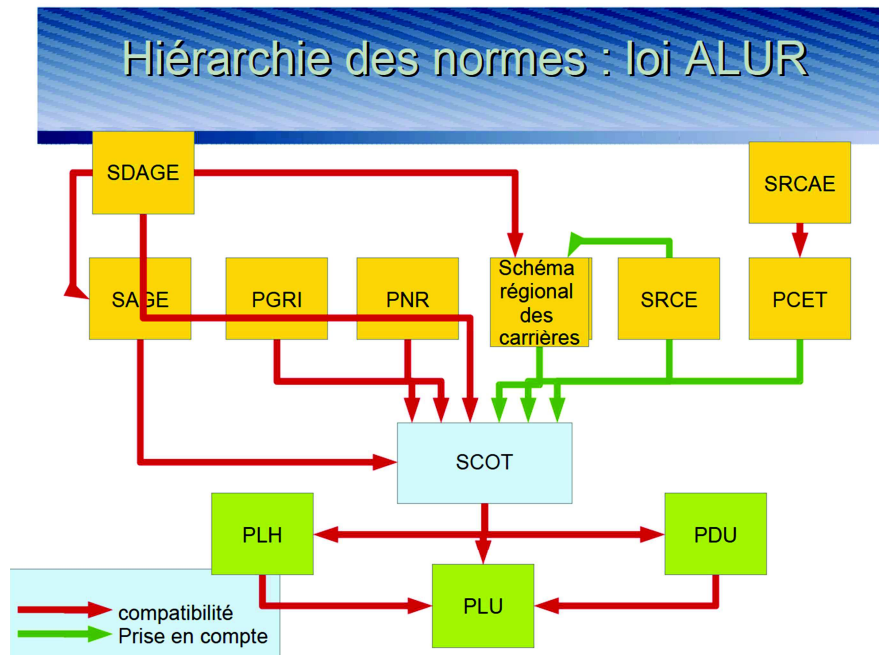 Hiérarchie des normes : loi ALUR
SDAGE
SRCAE
SAGE
PGRI
PNR
Schéma
régional
des
carrières
SRCE
PCET
SCOT
PLH
PDU
PLU
compatibilité
Prise en compte